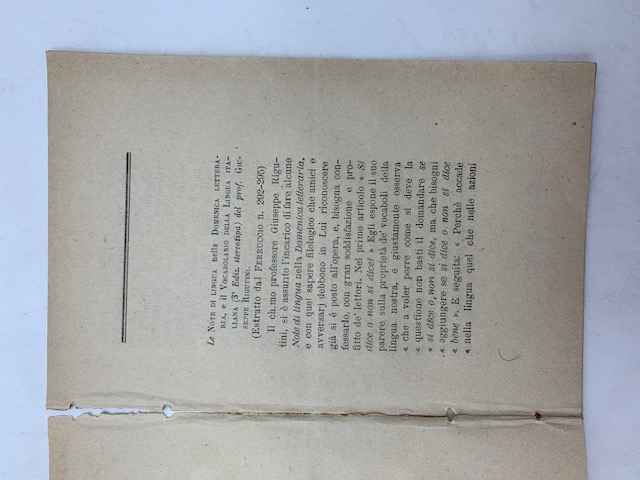 Le NOTE DI LINGUA nella DOMENICA LETTERA-
RIA, e il VOCABOLARIO DELLA LINGUA ITA-
LIANA (3ª Ediz. stereotipa) del prof. GIU-
SEPPE RIGUTINI.
(Estratto dal FERRUCCIO n. 292-295)
Il ch.mo professore Giuseppe Rigu-
tini, si è assunto l'incarico di fare alcune
Note di lingua nella Domenica letteraria,
e con quel sapere filologico che amici e
avversarj debbono in Lui riconoscere
già si è posto all'opera, e, bisogna con-
fessarlo, con gran soddisfazione e pro-
fitto de' lettori. Nel primo articolo « Si
dice o non si dice? » Egli espone il suo
parere sulla proprietà de' vocaboli della
lingua nostra, e giustamente osserva
« che a voler porre come si deve la
« questione non basti il domandare se
« si dice o non si dice, ma che bisogni
« aggiungere se si dice o non si dice
« bene ». E seguita: « Perchè accade
« nella lingua quel che nelle azioni